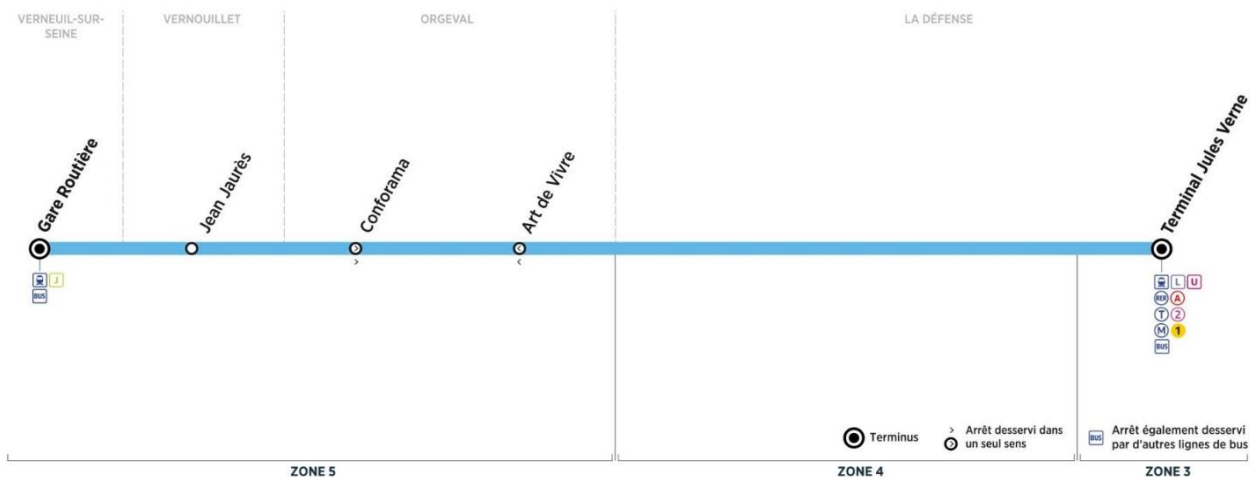 VERNEUIL-SUR-
SEINE
VERNOUILLET
ORGEVAL
LA DÉFENSE
Gare Routière
Jean Jaurès
Conforama
Art de Vivre
Terminal Jules Verne
J
BUS
L U
RER A
T 2
M 1
BUS
Terminus
Arrêt desservi dans
un seul sens
BUS
Arrêt également desservi
par d'autres lignes de bus
ZONE 5
ZONE 4
ZONE 3